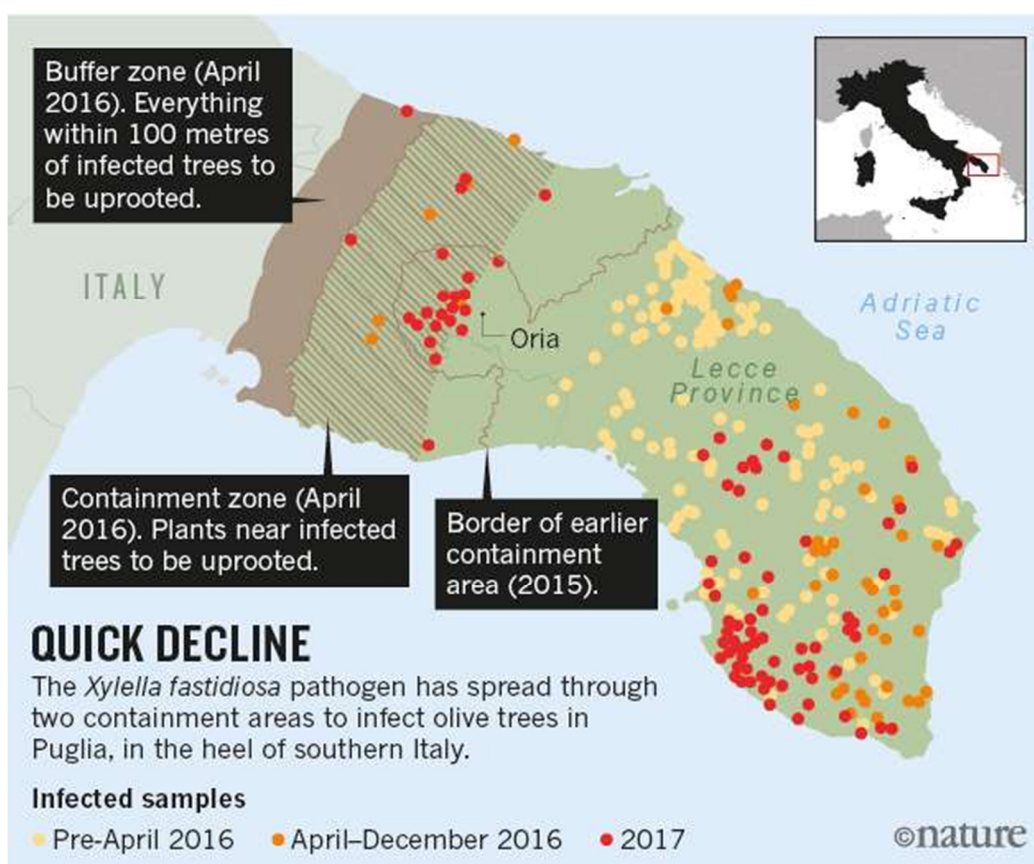 Buffer zone (April
2016). Everything
within 100 metres
of infected trees to
be uprooted.
ITALY
Adriatic
Sea
Oria
Lecce
Province
Containment zone (April
2016). Plants near infected
trees to be uprooted.
Border of earlier
containment
area (2015).
QUICK DECLINE
The Xylella fastidiosa pathogen has spread through
two containment areas to infect olive trees in
Puglia, in the heel of southern Italy.
Infected samples
Pre-April 2016
April–December 2016
2017
©nature